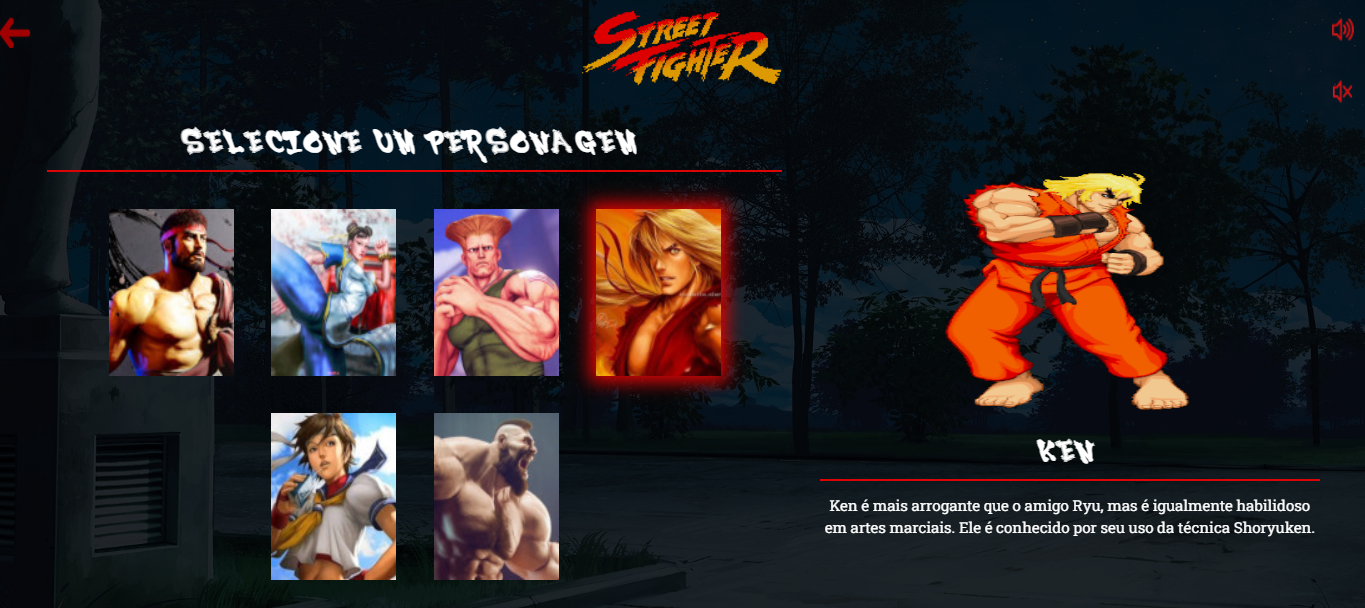 STREET
FIGHTER
SELECIONE UM PERSONAGEM
KEN
Ken é mais arrogante que o amigo Ryu, mas é igualmente habilidoso
em artes marciais. Ele é conhecido por seu uso da técnica Shoryuken.